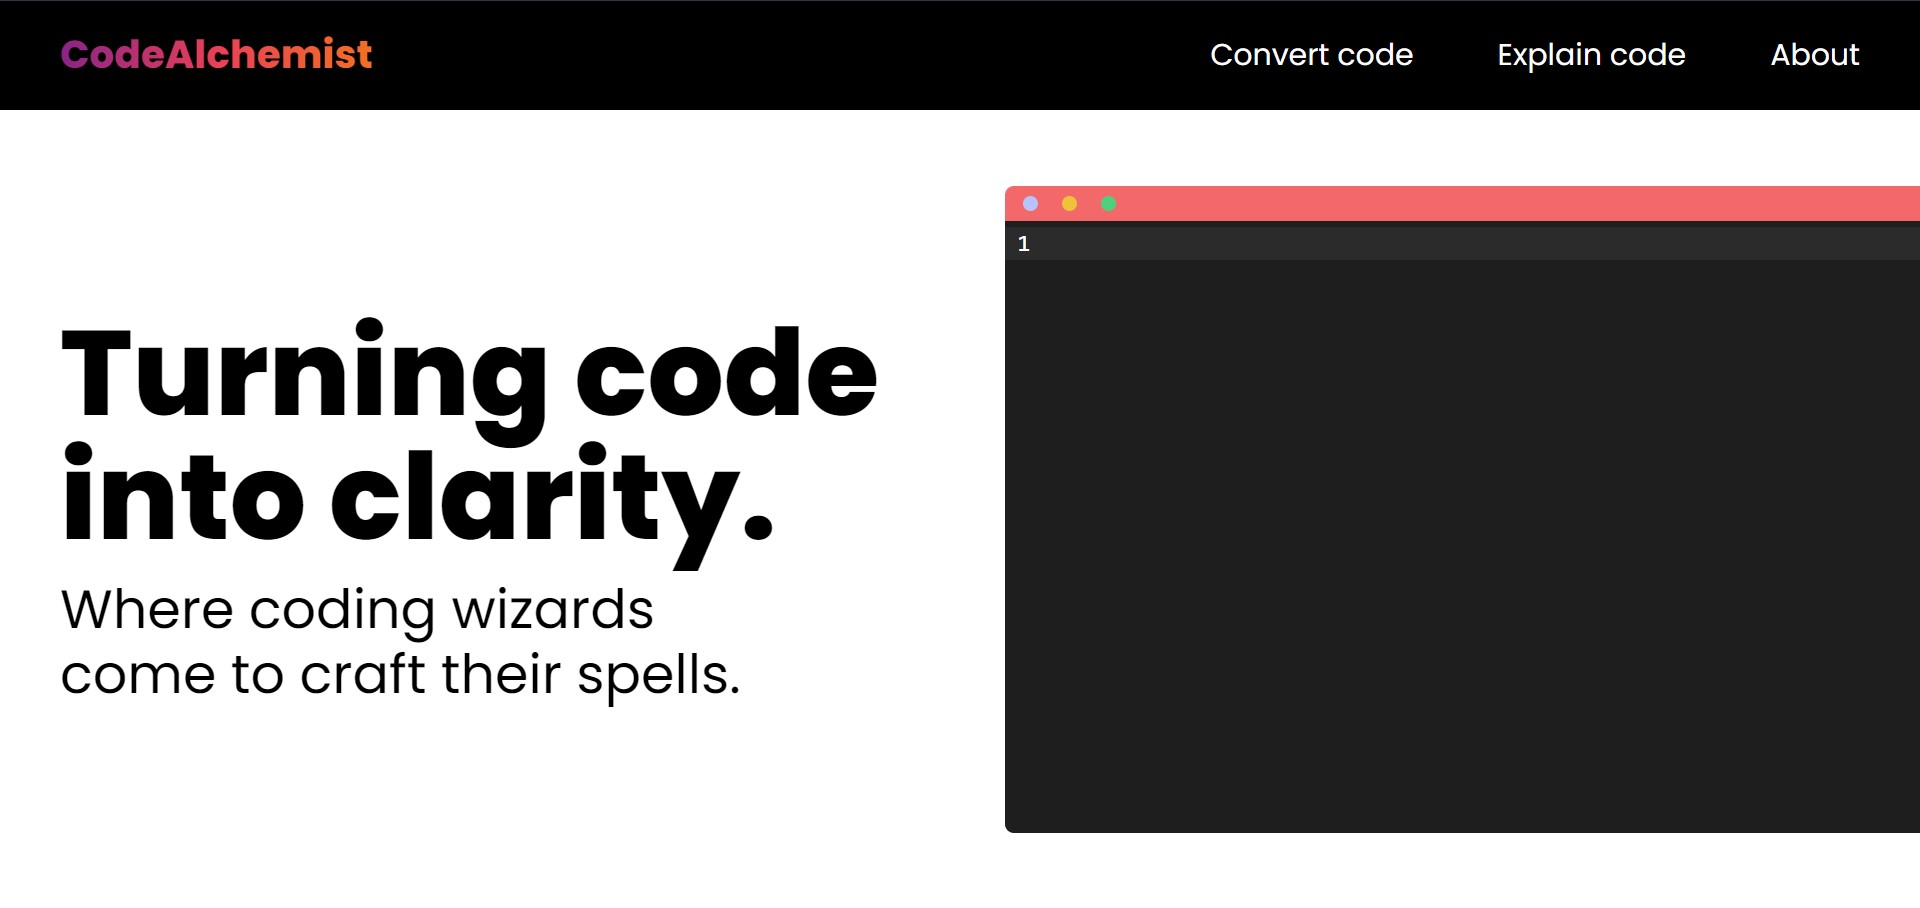 CodeAlchemist
Convert code
Explain code
About
1
Turning code
into clarity.
Where coding wizards
come to craft their spells.